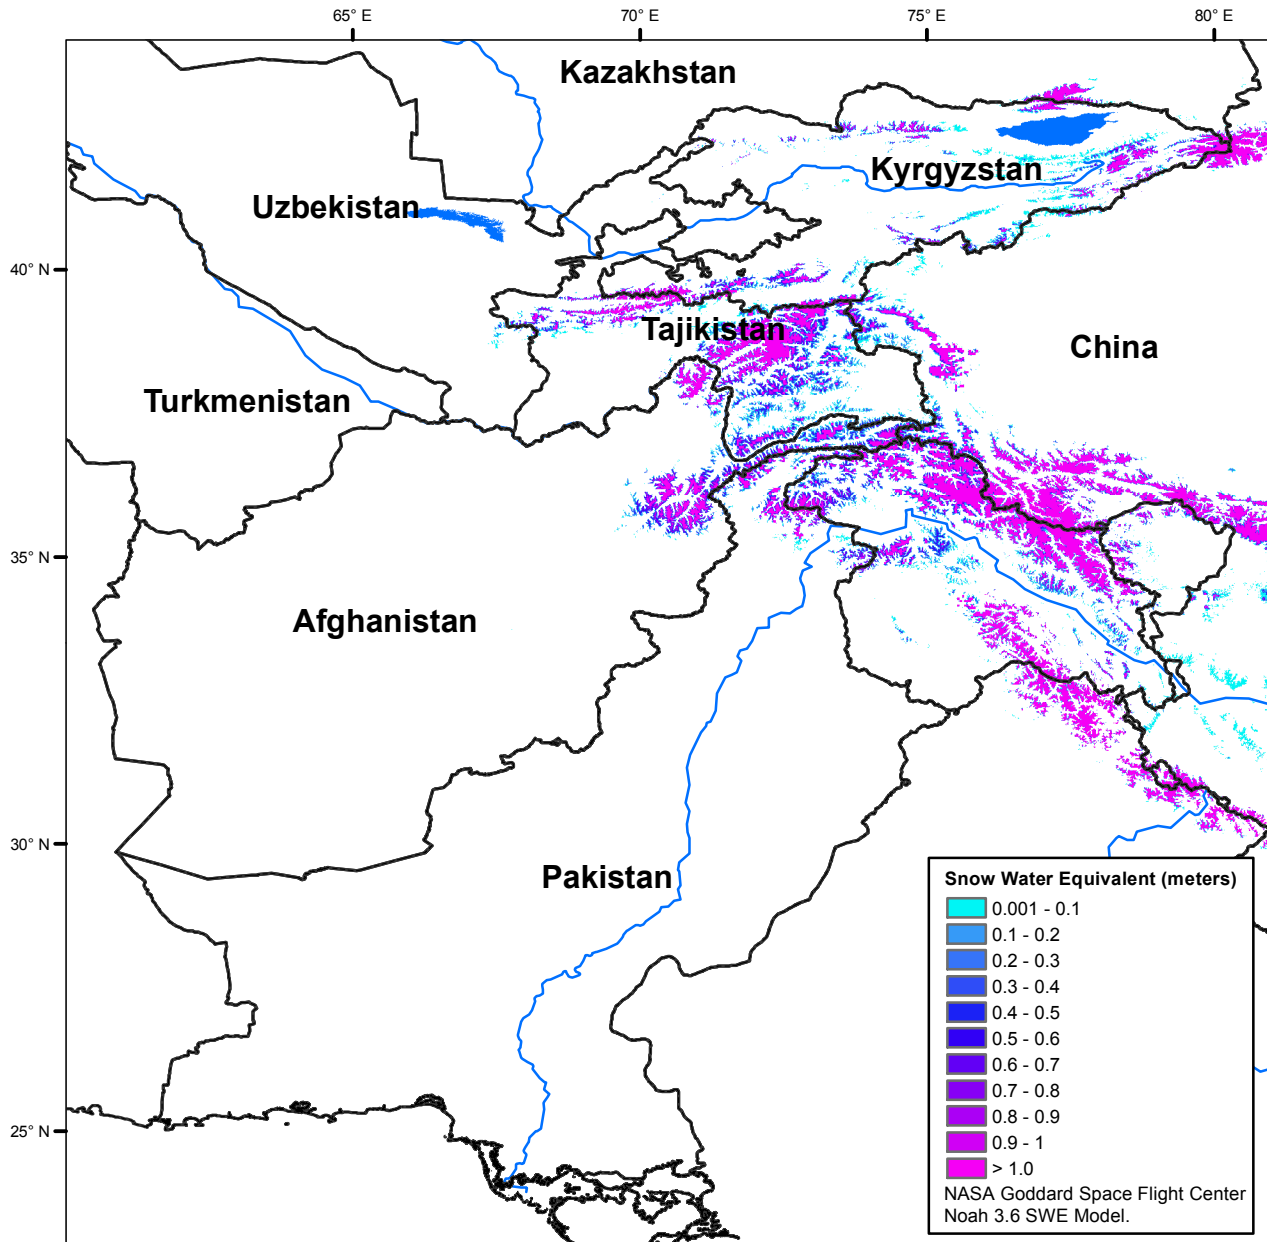 65° E
70° E
75° E
80° E
Kazakhstan
Kyrgyzstan
Uzbekistan
40° N
Tajikistan
China
Turkmenistan
35° N
Afghanistan
30° N
Pakistan
25° N
Snow Water Equivalent (meters)
0.001 - 0.1
0.1 - 0.2
0.2 - 0.3
0.3 - 0.4
0.4 - 0.5
0.5 - 0.6
0.6 - 0.7
0.7 - 0.8
0.8 - 0.9
0.9 - 1
> 1.0
NASA Goddard Space Flight Center
Noah 3.6 SWE Model.